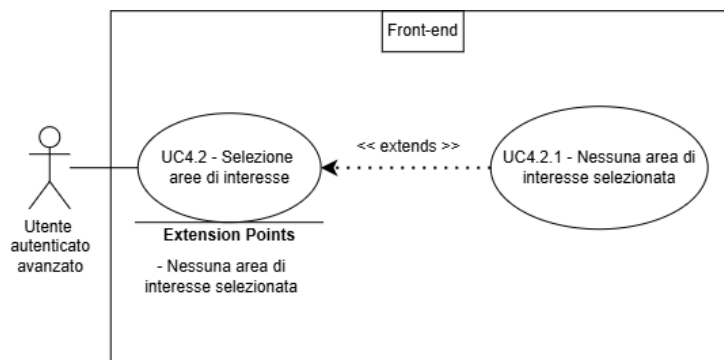 Front-end
UC4.2 - Selezione
aree di interesse
<< extends >>
UC4.2.1 - Nessuna area di
interesse selezionata
Utente
autenticato
avanzato
Extension Points
- Nessuna area di
interesse selezionata